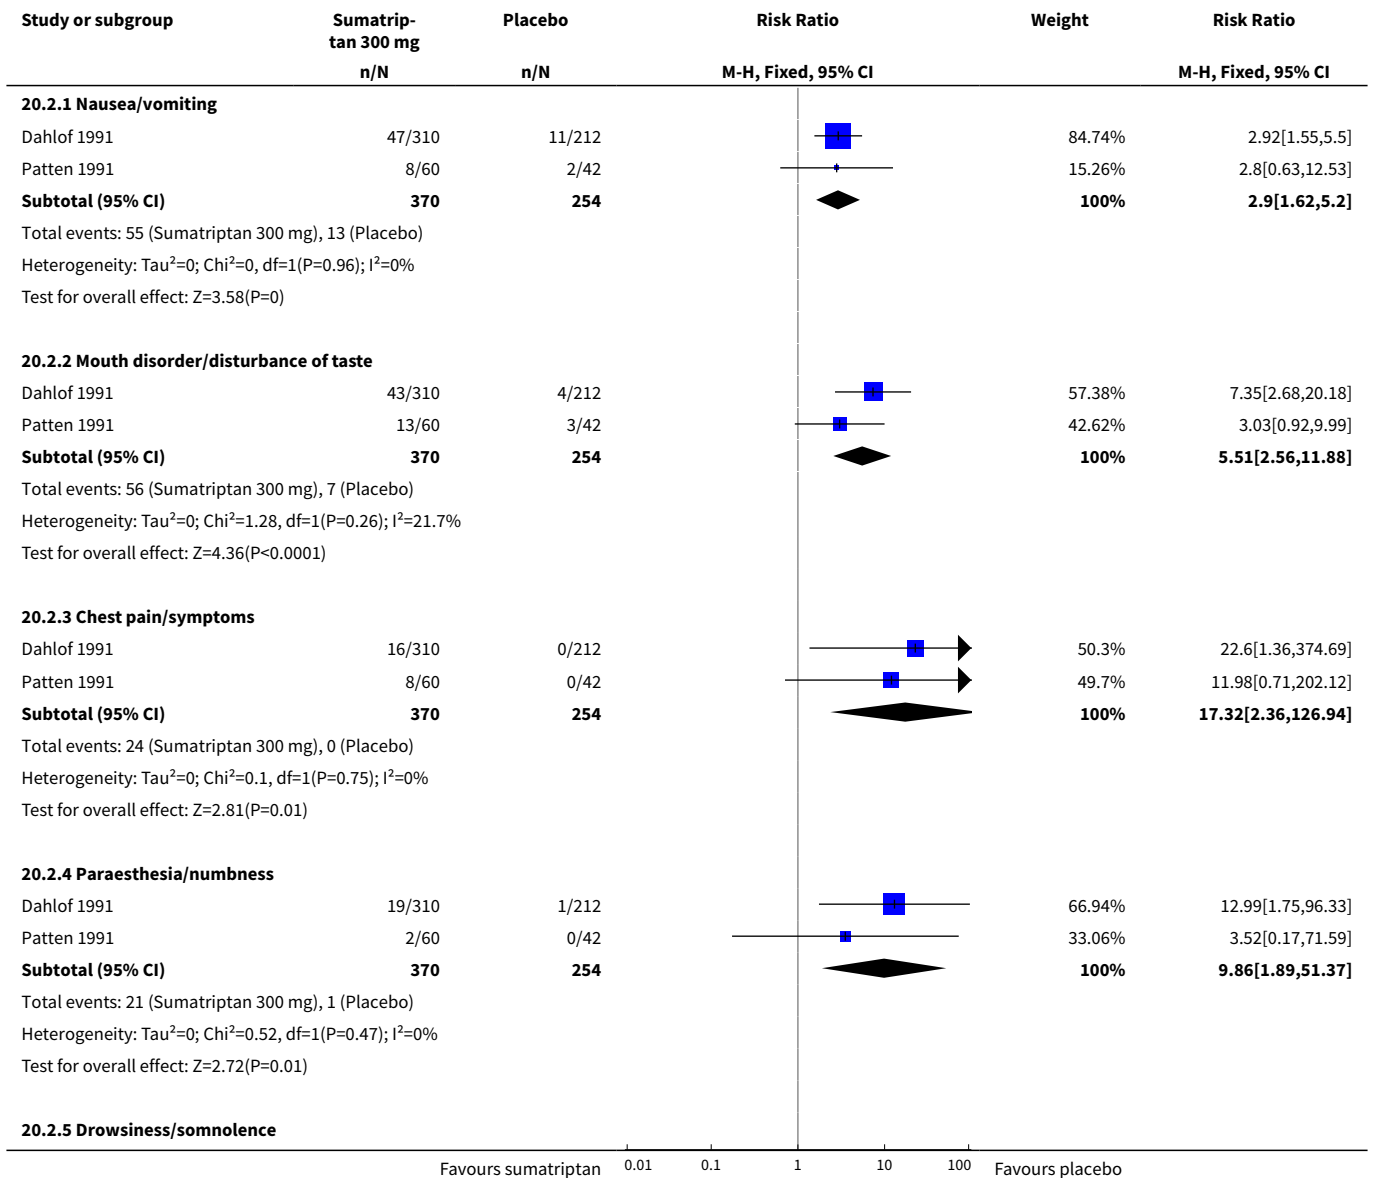 Study or subgroup Sumatrip- Placebo Risk Ratio Weight Risk Ratio
tan 300 mg
n/N n/N M-H, Fixed, 95% CI M-H, Fixed, 95% CI
20.2.1 Nausea/vomiting
Dahlof 1991 47/310 11/212 84.74% 2.92[1.55,5.5]
Patten 1991 8/60 2/42 15.26% 2.8[0.63,12.53]
Subtotal (95% CI) 370 254 100% 2.9[1.62,5.2]
Total events: 55 (Sumatriptan 300 mg), 13 (Placebo)
Heterogeneity: Tau²=0; Chi²=0, df=1(P=0.96); I²=0%
Test for overall effect: Z=3.58(P=0)
20.2.2 Mouth disorder/disturbance of taste
Dahlof 1991 43/310 4/212 57.38% 7.35[2.68,20.18]
Patten 1991 13/60 3/42 42.62% 3.03[0.92,9.99]
Subtotal (95% CI) 370 254 100% 5.51[2.56,11.88]
Total events: 56 (Sumatriptan 300 mg), 7 (Placebo)
Heterogeneity: Tau²=0; Chi²=1.28, df=1(P=0.26); I²=21.7%
Test for overall effect: Z=4.36(P<0.0001)
20.2.3 Chest pain/symptoms
Dahlof 1991 16/310 0/212 50.3% 22.6[1.36,374.69]
Patten 1991 8/60 0/42 49.7% 11.98[0.71,202.12]
Subtotal (95% CI) 370 254 100% 17.32[2.36,126.94]
Total events: 24 (Sumatriptan 300 mg), 0 (Placebo)
Heterogeneity: Tau²=0; Chi²=0.1, df=1(P=0.75); I²=0%
Test for overall effect: Z=2.81(P=0.01)
20.2.4 Paraesthesia/numbness
Dahlof 1991 19/310 1/212 66.94% 12.99[1.75,96.33]
Patten 1991 2/60 0/42 33.06% 3.52[0.17,71.59]
Subtotal (95% CI) 370 254 100% 9.86[1.89,51.37]
Total events: 21 (Sumatriptan 300 mg), 1 (Placebo)
Heterogeneity: Tau²=0; Chi²=0.52, df=1(P=0.47); I²=0%
Test for overall effect: Z=2.72(P=0.01)
20.2.5 Drowsiness/somnolence
Favours sumatriptan 0.01 0.1 1 10 100 Favours placebo